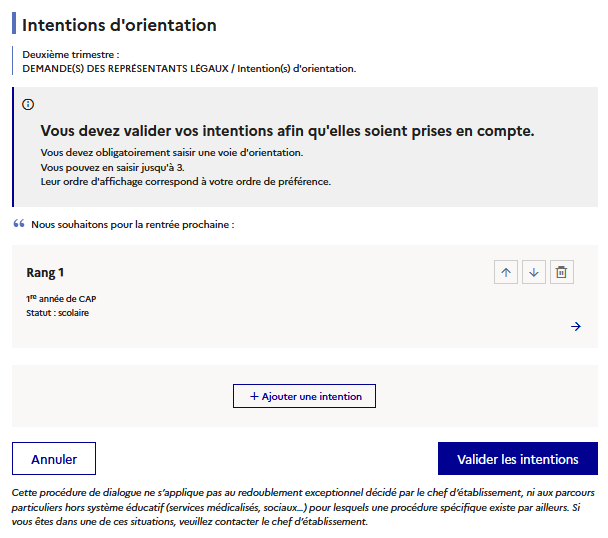 Intentions d'orientation
Deuxième trimestre :
DEMANDE(S) DES REPRÉSENTANTS LÉGAUX / Intention(s) d'orientation.
Vous devez valider vos intentions afin qu'elles soient prises en compte.
Vous devez obligatoirement saisir une voie d'orientation.
Vous pouvez en saisir jusqu'à 3.
Leur ordre d'affichage correspond à votre ordre de préférence.
“ Nous souhaitons pour la rentrée prochaine :
Rang 1
1re année de CAP
Statut : scolaire
+ Ajouter une intention
Annuler
Valider les intentions
Cette procédure de dialogue ne s'applique pas au redoublement exceptionnel décidé par le chef d'établissement, ni aux parcours
particuliers hors système éducatif (services médicalisés, sociaux...) pour lesquels une procédure spécifique existe par ailleurs. Si
vous êtes dans une de ces situations, veuillez contacter le chef d'établissement.